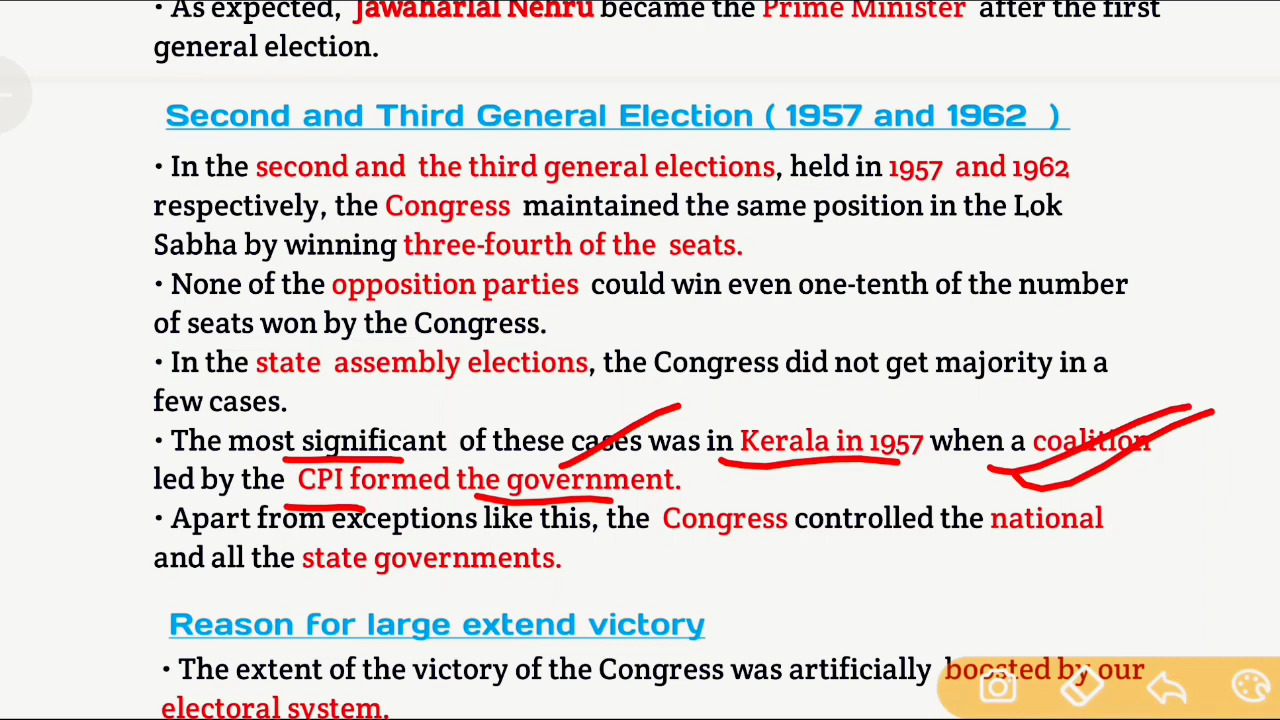 • As expected, Jawaharlal Nehru became the Prime Minister after the first
general election.
Second and Third General Election ( 1957 and 1962 )
• In the second and the third general elections, held in 1957 and 1962
respectively, the Congress maintained the same position in the Lok
Sabha by winning three-fourth of the seats.
• None of the opposition parties could win even one-tenth of the number
of seats won by the Congress.
• In the state assembly elections, the Congress did not get majority in a
few cases.
• The most significant of these cases was in Kerala in 1957 when a coalition
led by the CPI formed the government.
• Apart from exceptions like this, the Congress controlled the national
and all the state governments.
Reason for large extend victory
• The extent of the victory of the Congress was artificially boosted by our
electoral system.